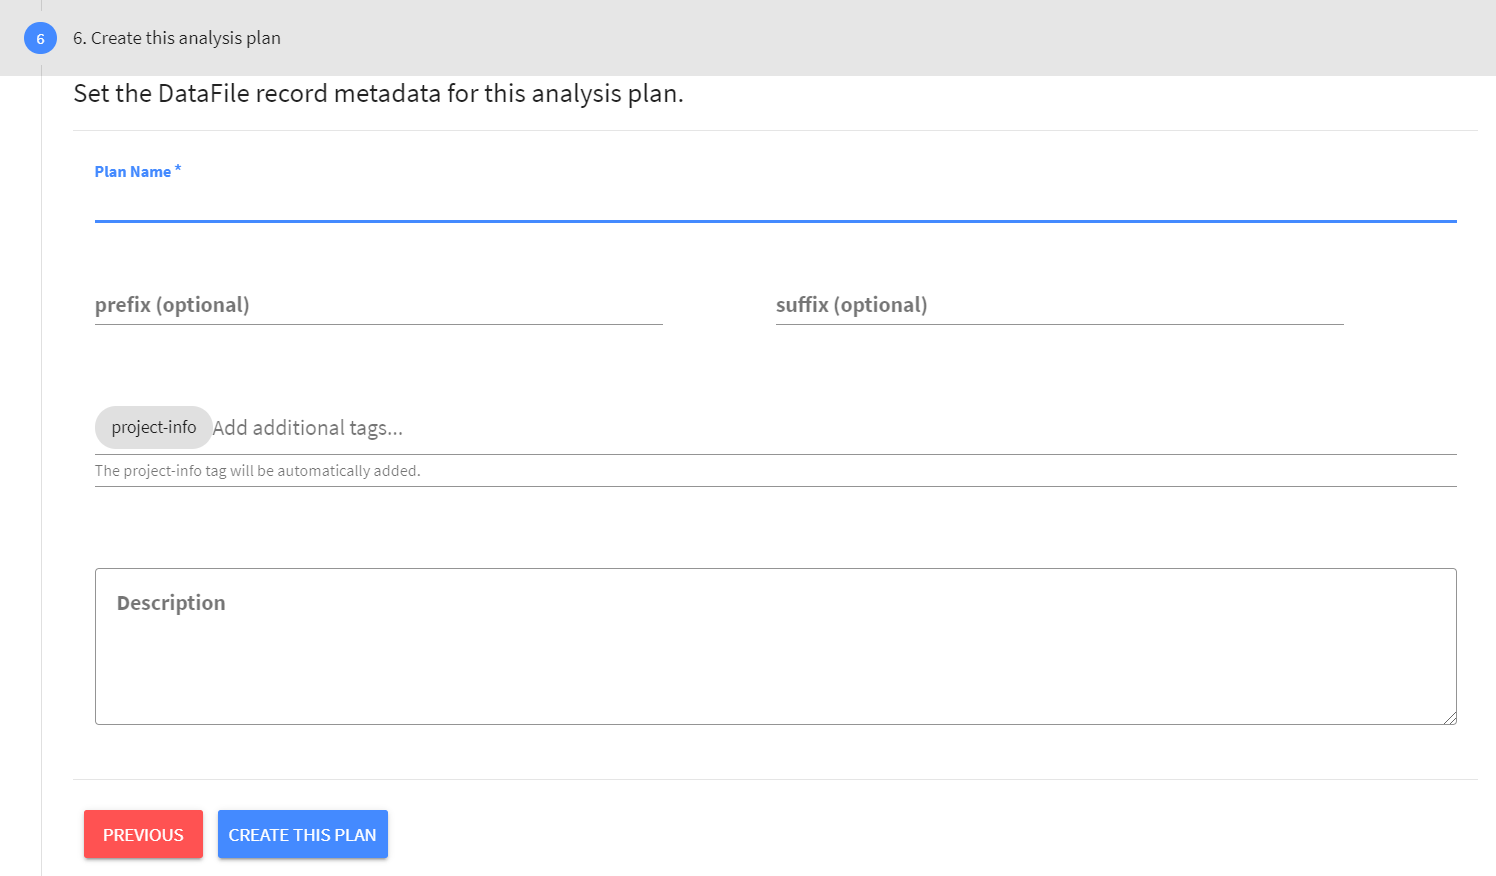 6
6. Create this analysis plan
Set the DataFile record metadata for this analysis plan.
Plan Name *
prefix (optional)
suffix (optional)
project-info
Add additional tags...
The project-info tag will be automatically added.
Description
PREVIOUS
CREATE THIS PLAN